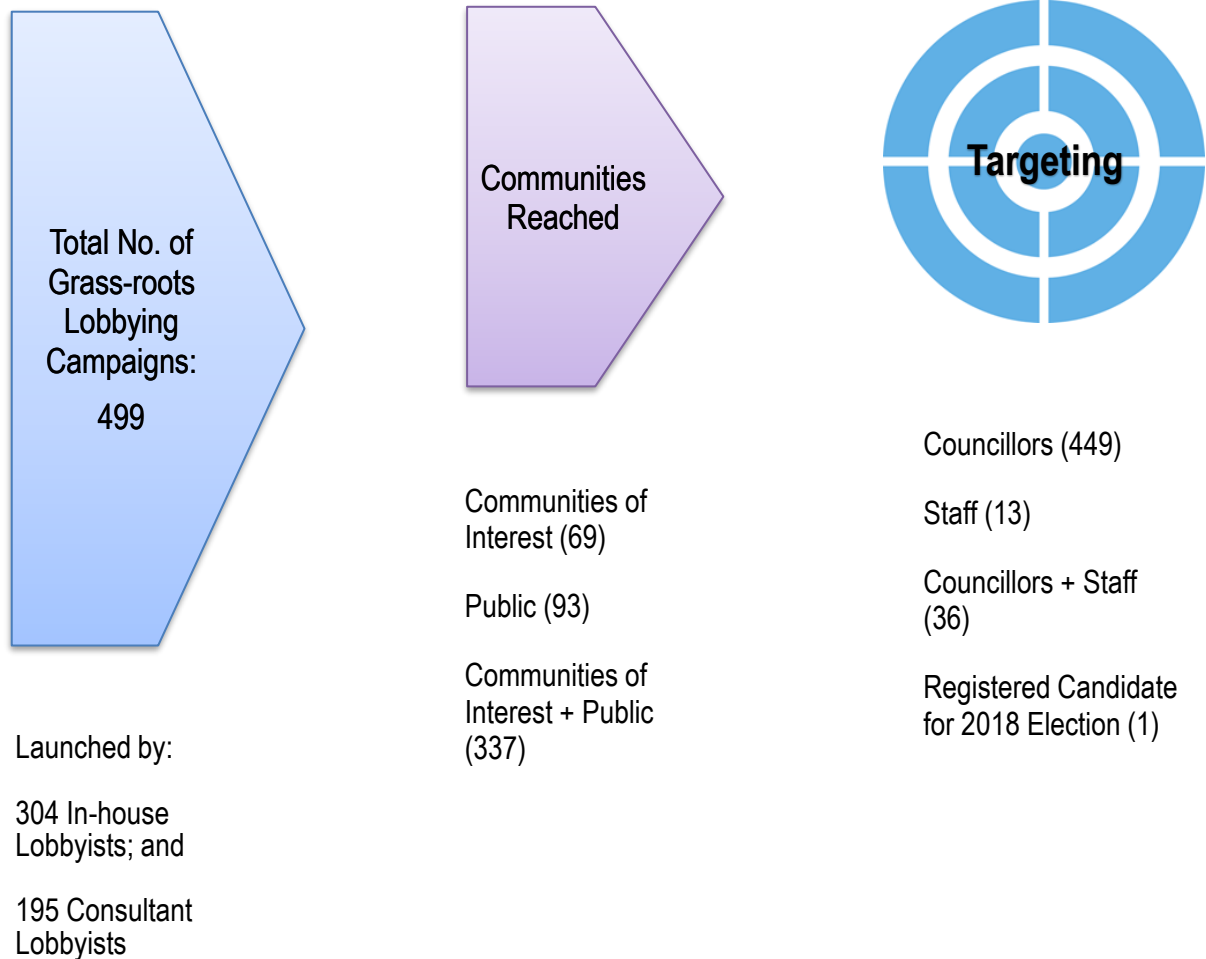 Total No. of
Grass-roots
Lobbying
Campaigns:
499
Launched by:
304 In-house
Lobbyists; and
195 Consultant
Lobbyists
Communities
Reached
Communities of
Interest (69)
Public (93)
Communities of
Interest + Public
(337)
Targeting
Councillors (449)
Staff (13)
Councillors + Staff
(36)
Registered Candidate
for 2018 Election (1)